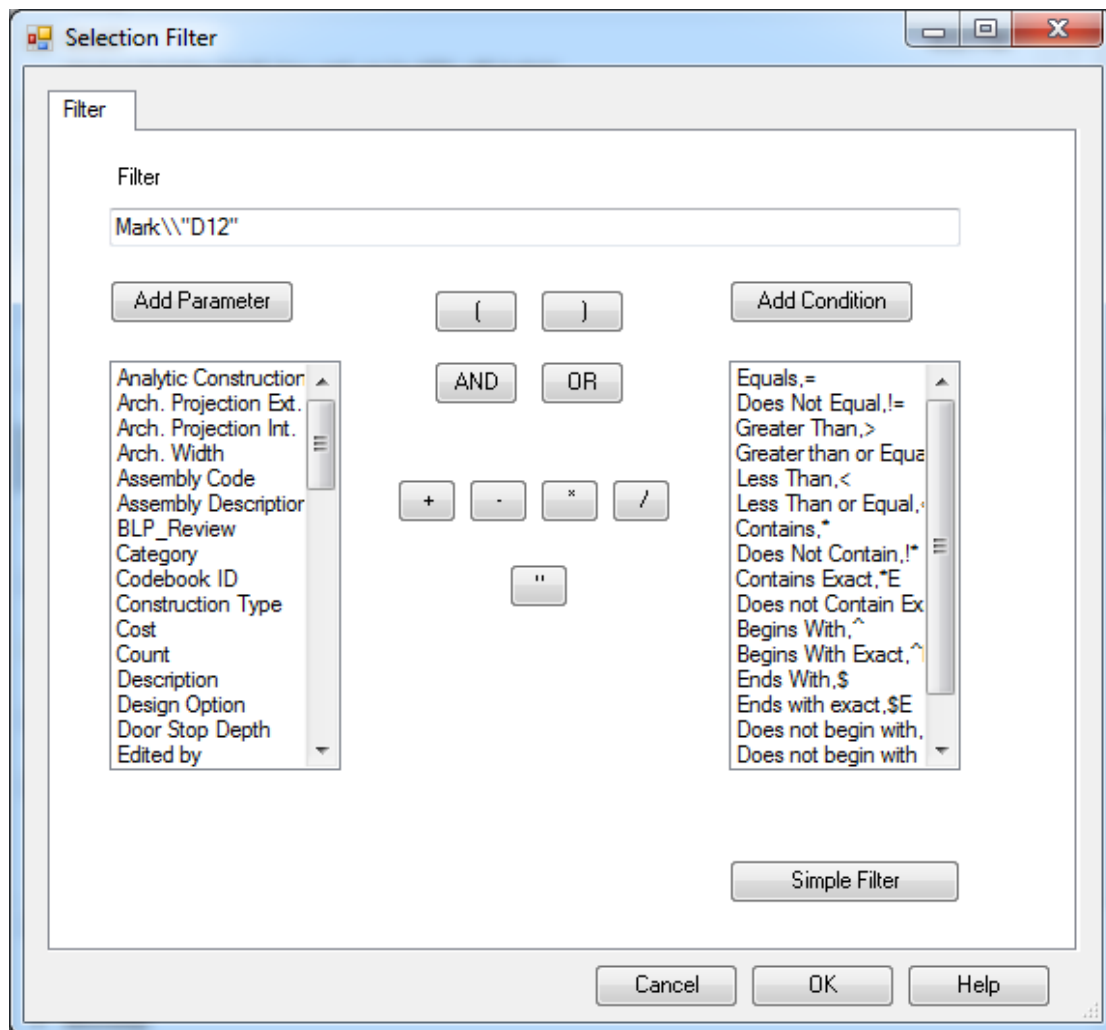 Selection Filter
Filter
Filter
Mark\\"D12"
Add Parameter
(
)
Add Condition
AND
OR
+
-
*
/
"
Analytic Construction
Arch. Projection Ext.
Arch. Projection Int.
Arch. Width
Assembly Code
Assembly Description
BLP_Review
Category
Codebook ID
Construction Type
Cost
Count
Description
Design Option
Door Stop Depth
Edited by
Equals,=
Does Not Equal,!=
Greater Than,>
Greater than or Equa
Less Than,<
Less Than or Equal,<
Contains,*
Does Not Contain,!*
Contains Exact,*E
Does not Contain Ex
Begins With,^
Begins With Exact,^
Ends With,$
Ends with exact,$E
Does not begin with,
Does not begin with
Simple Filter
Cancel
OK
Help